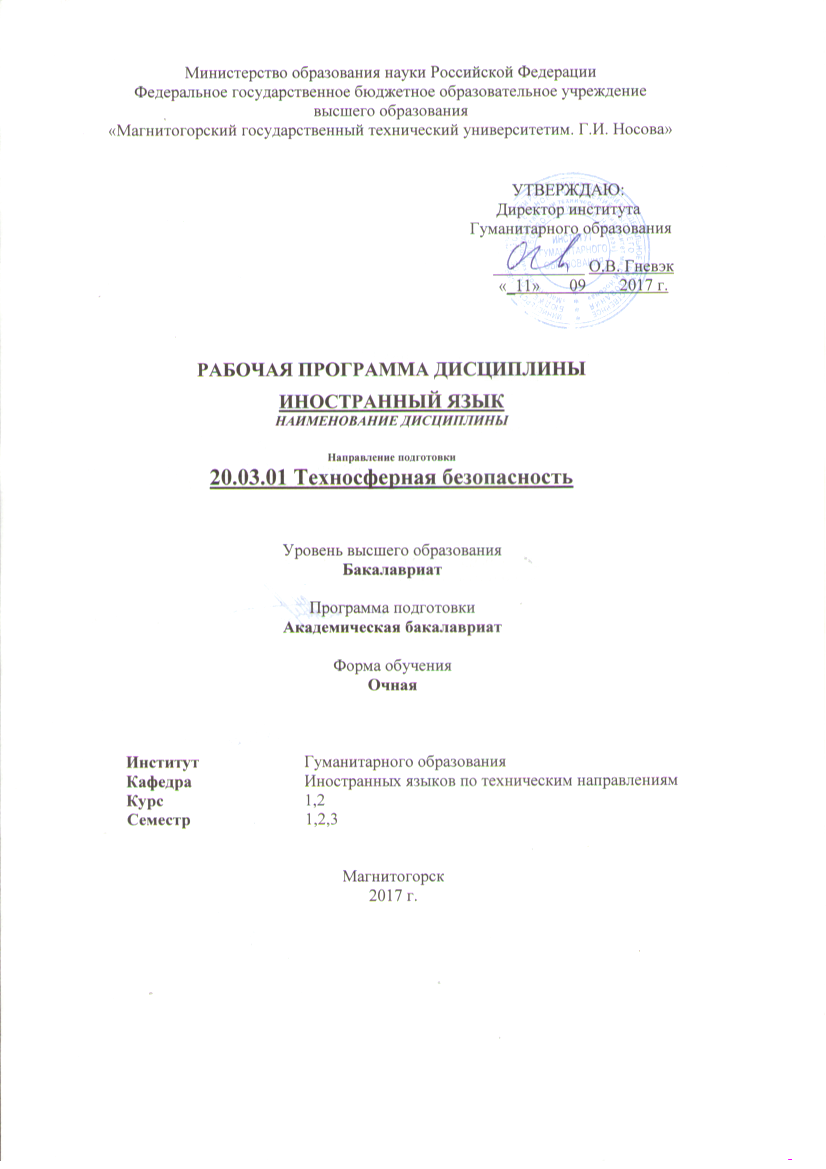 Министерство образования науки Российской Федерации
Федеральное государственное бюджетное образовательное учреждение
высшего образования
«Магнитогорский государственный технический университетим. Г.И. Носова»
УТВЕРЖДАЮ:
Директор института
Гуманитарного образования
О.В. Гневэк
«_11» 09 2017 г.
РАБОЧАЯ ПРОГРАММА ДИСЦИПЛИНЫ
ИНОСТРАННЫЙ ЯЗЫК
НАИМЕНОВАНИЕ ДИСЦИПЛИНЫ
Направление подготовки
20.03.01 Техносферная безопасность
Уровень высшего образования
Бакалавриат
Программа подготовки
Академическая бакалавриат
Форма обучения
Очная
Институт Гуманитарного образования
Кафедра Иностранных языков по техническим направлениям
Курс 1,2
Семестр 1,2,3
Магнитогорск
2017 г.